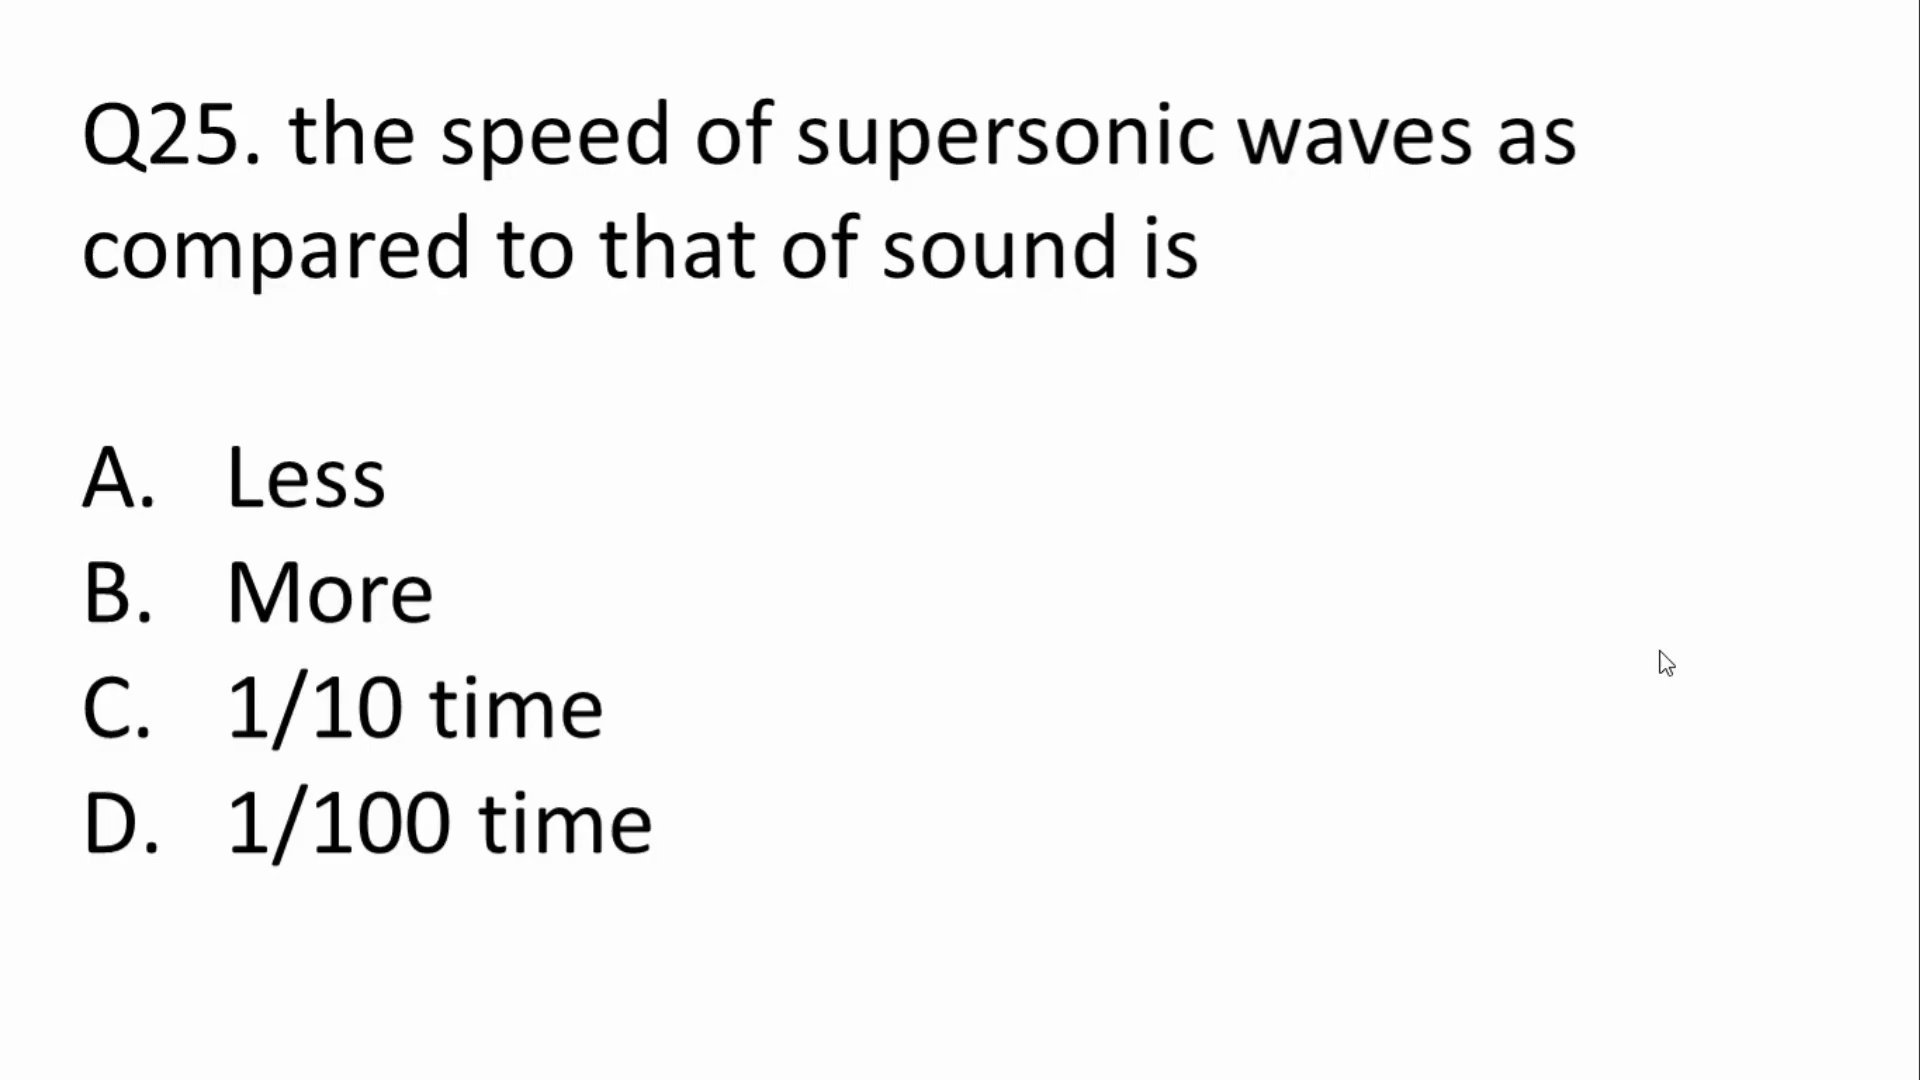 Q25. the speed of supersonic waves as
compared to that of sound is
A. Less
B. More
C. 1/10 time
D. 1/100 time